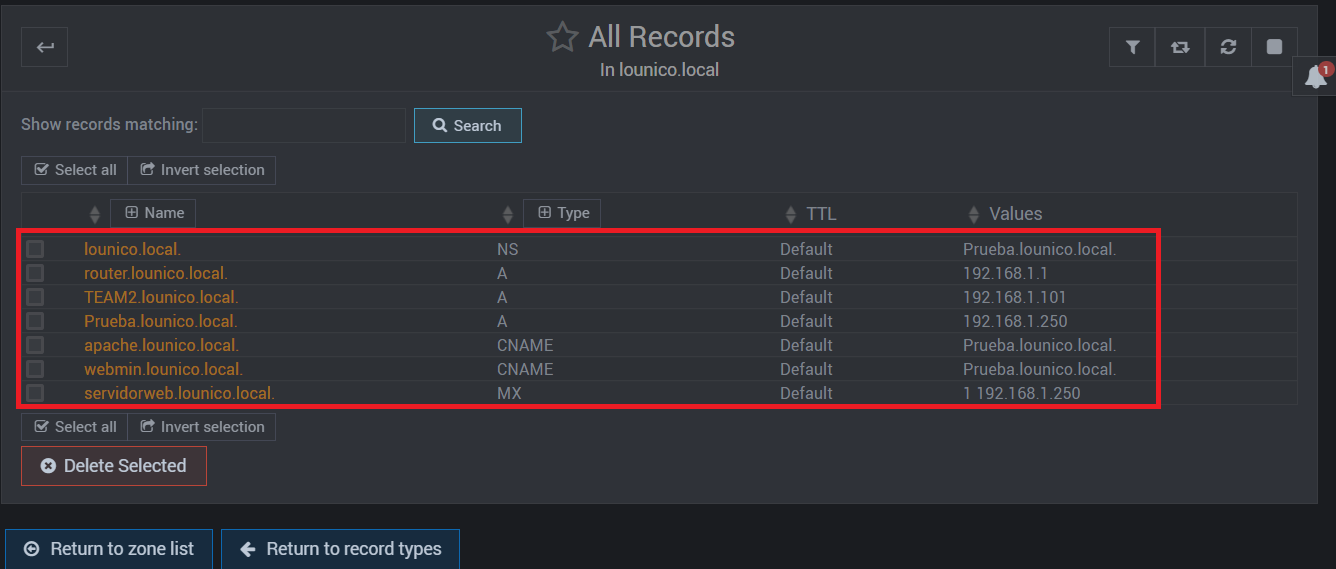 All Records
In lounico.local
1
Show records matching: Search
Select all Invert selection
Name Type TTL Values
lounico.local. NS Default Prueba.lounico.local.
router.lounico.local. A Default 192.168.1.1
TEAM2.lounico.local. A Default 192.168.1.101
Prueba.lounico.local. A Default 192.168.1.250
apache.lounico.local. CNAME Default Prueba.lounico.local.
webmin.lounico.local. CNAME Default Prueba.lounico.local.
servidorweb.lounico.local. MX Default 1 192.168.1.250
Select all Invert selection
Delete Selected
Return to zone list Return to record types